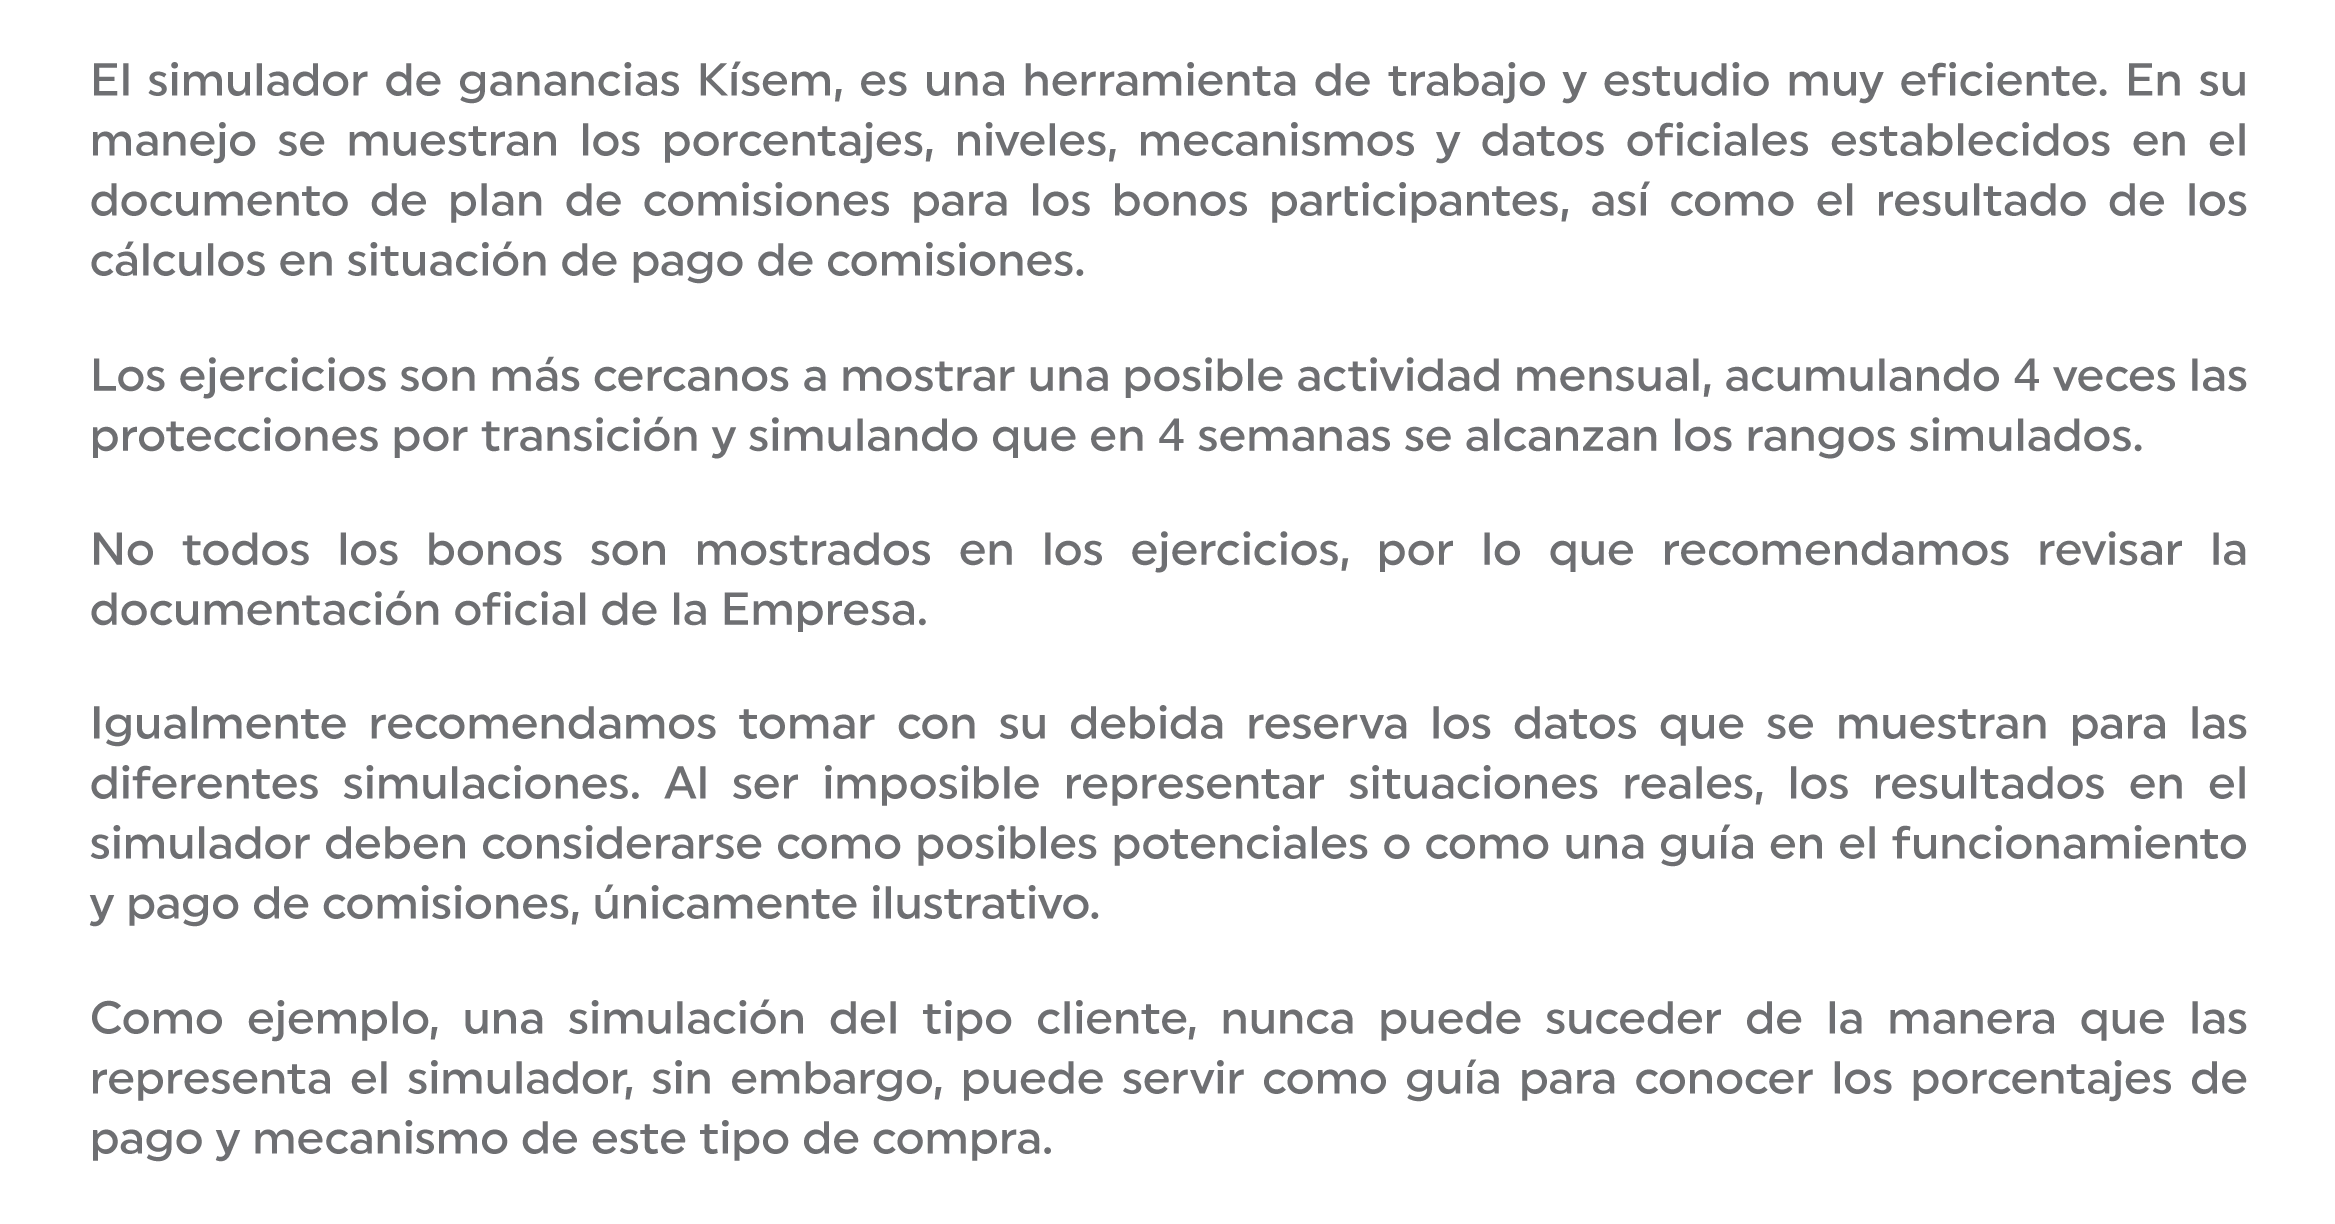 El simulador de ganancias Kísem, es una herramienta de trabajo y estudio muy eficiente. En su
manejo se muestran los porcentajes, niveles, mecanismos y datos oficiales establecidos en el
documento de plan de comisiones para los bonos participantes, así como el resultado de los
cálculos en situación de pago de comisiones.
Los ejercicios son más cercanos a mostrar una posible actividad mensual, acumulando 4 veces las
protecciones por transición y simulando que en 4 semanas se alcanzan los rangos simulados.
No todos los bonos son mostrados en los ejercicios, por lo que recomendamos revisar la
documentación oficial de la Empresa.
Igualmente recomendamos tomar con su debida reserva los datos que se muestran para las
diferentes simulaciones. Al ser imposible representar situaciones reales, los resultados en el
simulador deben considerarse como posibles potenciales o como una guía en el funcionamiento
y pago de comisiones, únicamente ilustrativo.
Como ejemplo, una simulación del tipo cliente, nunca puede suceder de la manera que las
representa el simulador, sin embargo, puede servir como guía para conocer los porcentajes de
pago y mecanismo de este tipo de compra.